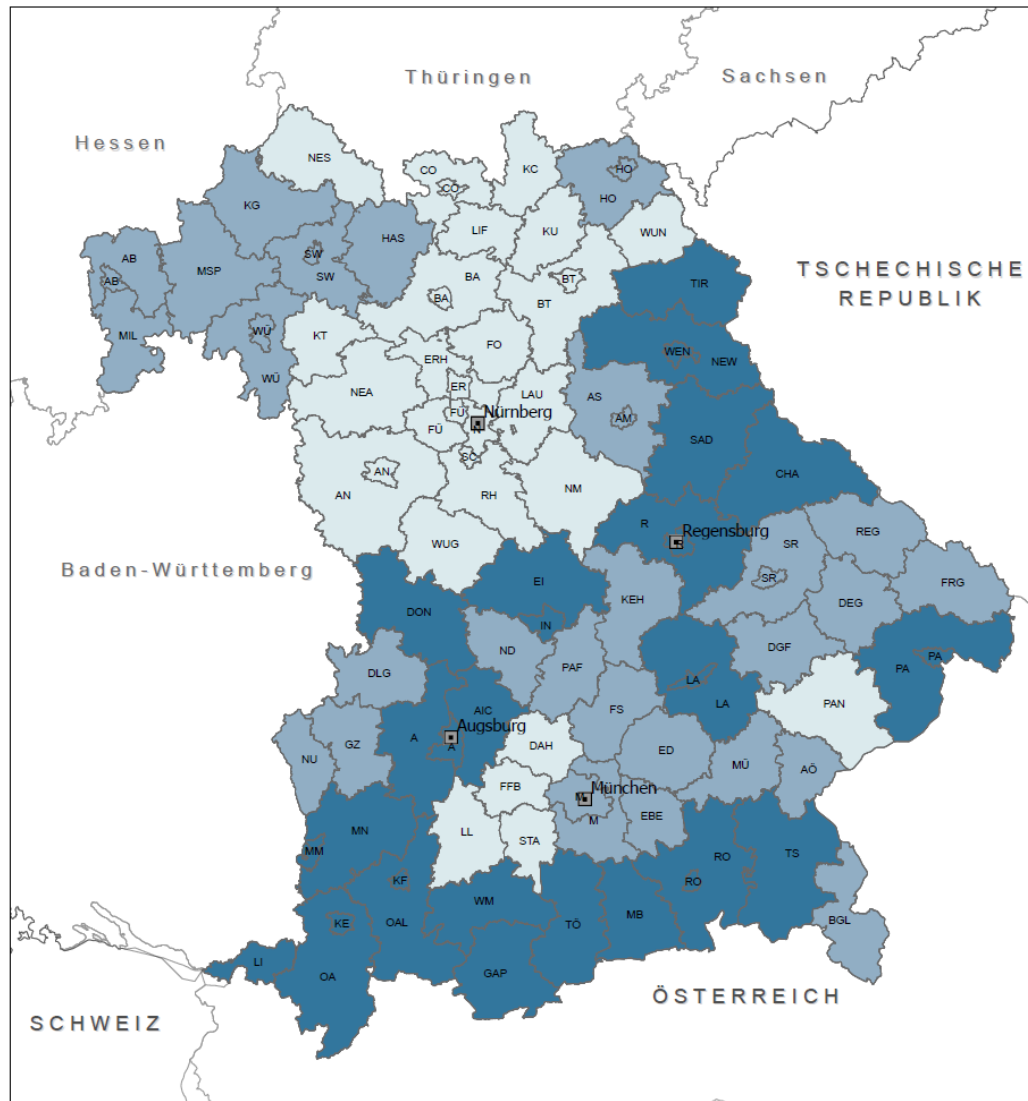 Thüringen
Sachsen
Hessen
NES
CO
CO
KC
HO
HO
KG
HAS
LIF
KU
WUN
AB
AB
MSP
SW
SW
BA
BA
BT
BT
TSCHECHISCHE
REPUBLIK
TIR
MIL
WÜ
WÜ
KT
ERH
FO
WEN
NEW
NEA
ER
LAU
AS
AM
FÜ
FÜ
Nürnberg
N
SC
SAD
CHA
AN
AN
RH
NM
R
Regensburg
SR
SR
REG
WUG
Baden-Württemberg
EI
KEH
DEG
FRG
DON
IN
ND
PAF
DGF
PA
PA
DLG
LA
LA
AIC
FS
PAN
A
Augsburg
A
DAH
ED
MÜ
AÖ
NU
GZ
FFB
München
M
M
EBE
LL
STA
MN
MM
RO
RO
TS
KF
WM
OAL
KE
TÖ
MB
BGL
LI
OA
GAP
ÖSTERREICH
SCHWEIZ